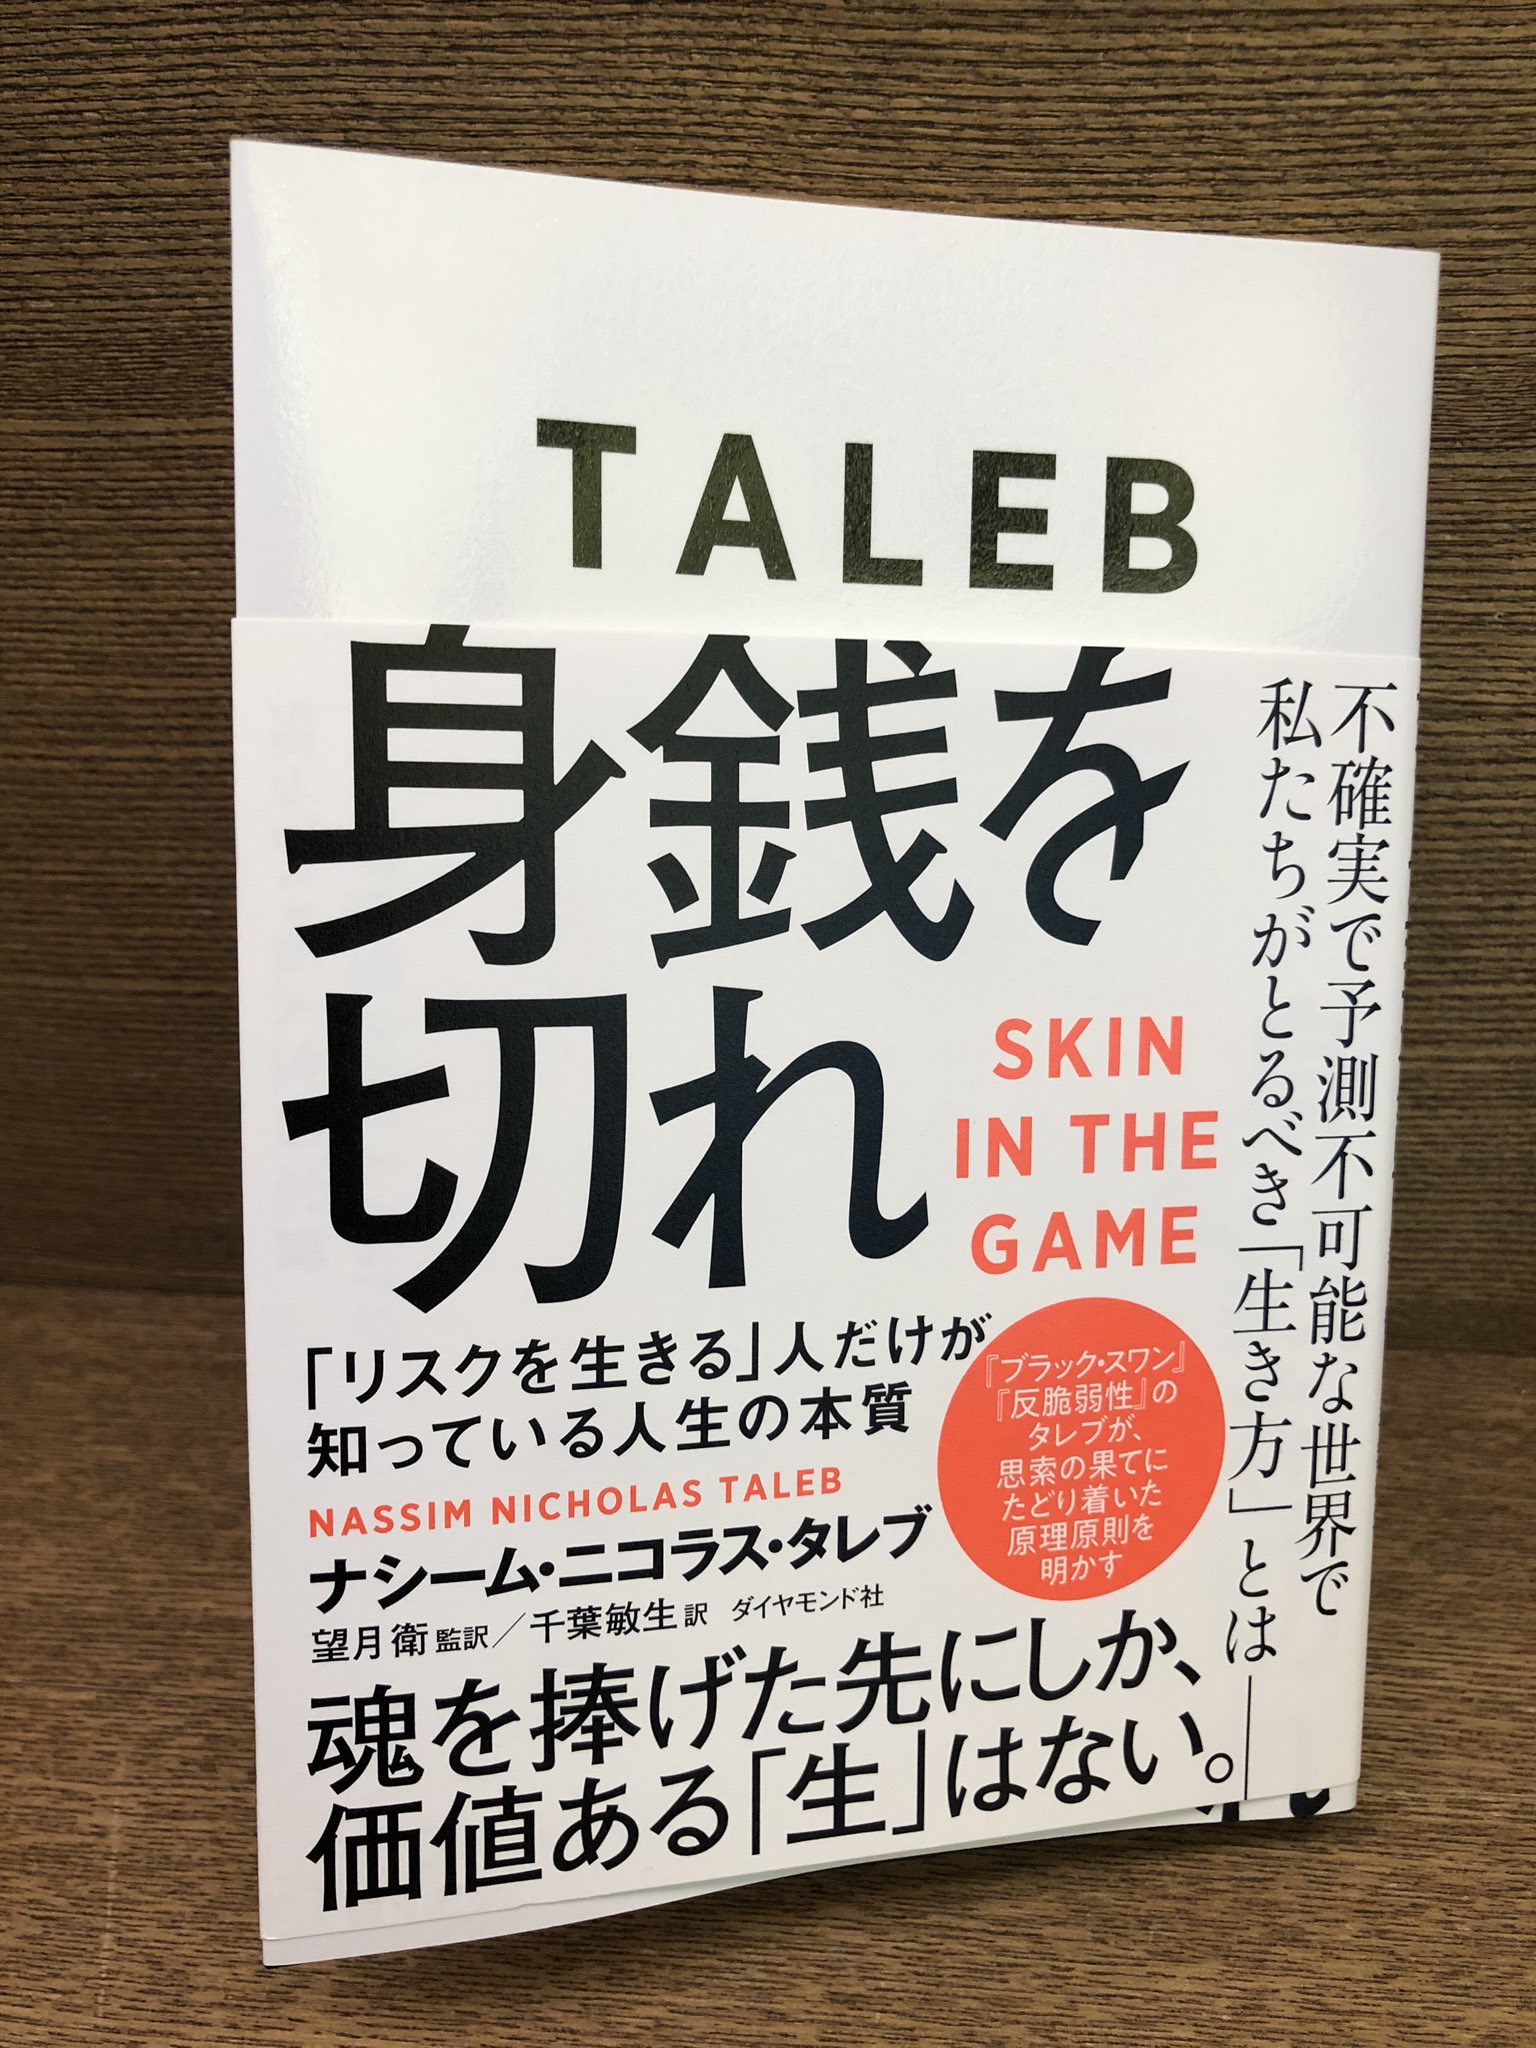 TALEB
身銭を
切れ
SKIN
IN THE
GAME
不確実で予測不可能な世界で
私たちがとるべき「生き方」とは――
「リスクを生きる」人だけが
知っている人生の本質
NASSIM NICHOLAS TALEB
ナシーム・ニコラス・タレブ
望月衛 監訳／千葉敏生 訳 ダイヤモンド社
『ブラック・スワン』
『反脆弱性』の
タレブが、
思索の果てに
たどり着いた
原理原則を
明かす
魂を捧げた先にしか、
価値ある「生」はない。